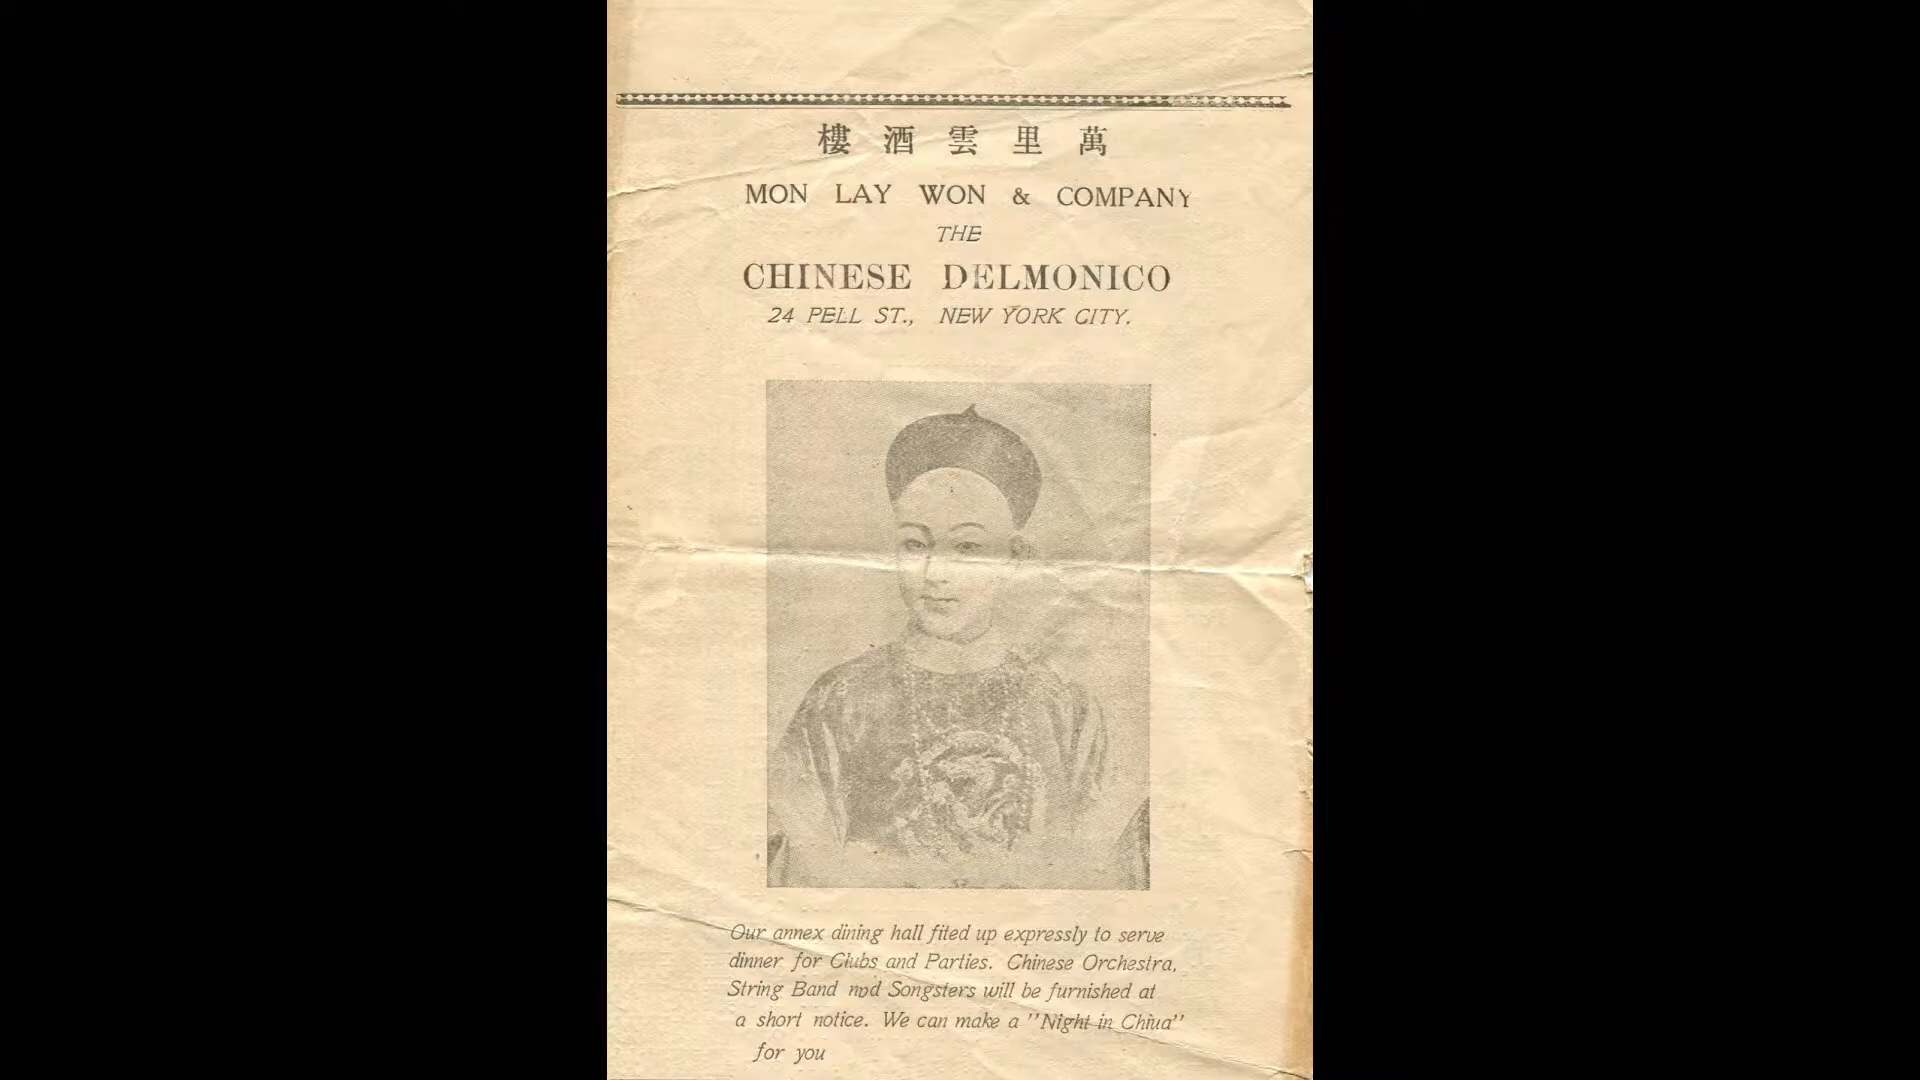 樓酒雲里萬
MON LAY WON & COMPANY
THE
CHINESE DELMONICO
24 PELL ST., NEW YORK CITY.
Our annex dining hall fited up expressly to serve
dinner for Clubs and Parties. Chinese Orchestra,
String Band nod Songsters will be furnished at
a short notice. We can make a "Night in Chiua"
for you